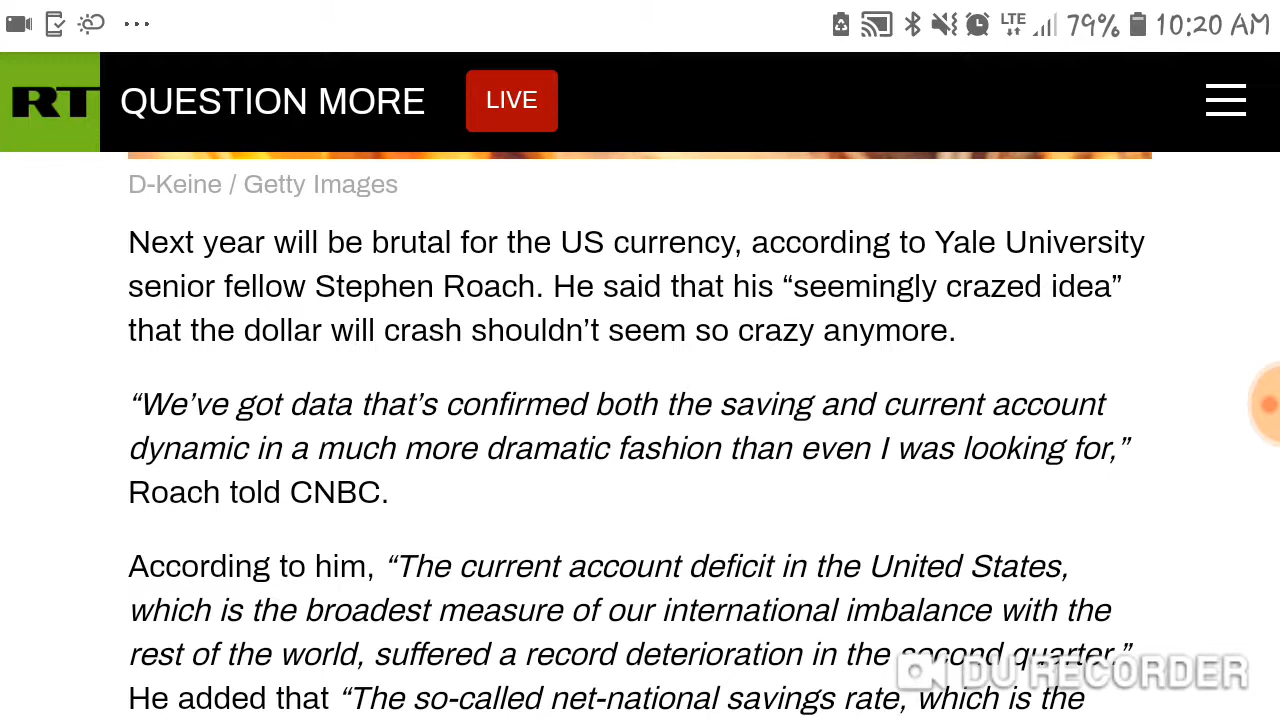 LTE 79% 10:20 AM
RT QUESTION MORE LIVE
D-Keine / Getty Images
Next year will be brutal for the US currency, according to Yale University
senior fellow Stephen Roach. He said that his “seemingly crazed idea”
that the dollar will crash shouldn’t seem so crazy anymore.
“We’ve got data that’s confirmed both the saving and current account
dynamic in a much more dramatic fashion than even I was looking for,”
Roach told CNBC.
According to him, “The current account deficit in the United States,
which is the broadest measure of our international imbalance with the
rest of the world, suffered a record deterioration in the second quarter.”
DU RECORDER
He added that “The so-called net-national savings rate, which is the